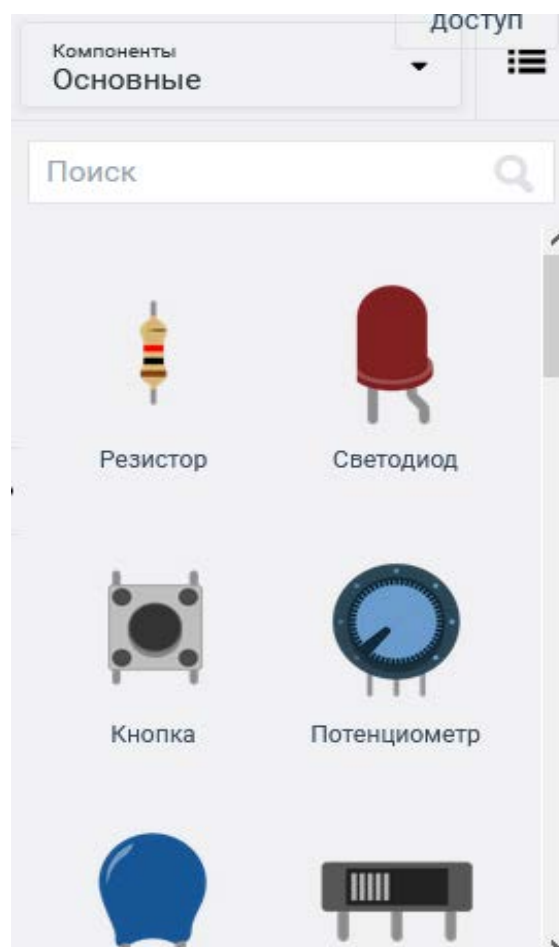 доступ
Компоненты
Основные
Поиск
Резистор
Светодиод
Кнопка
Потенциометр